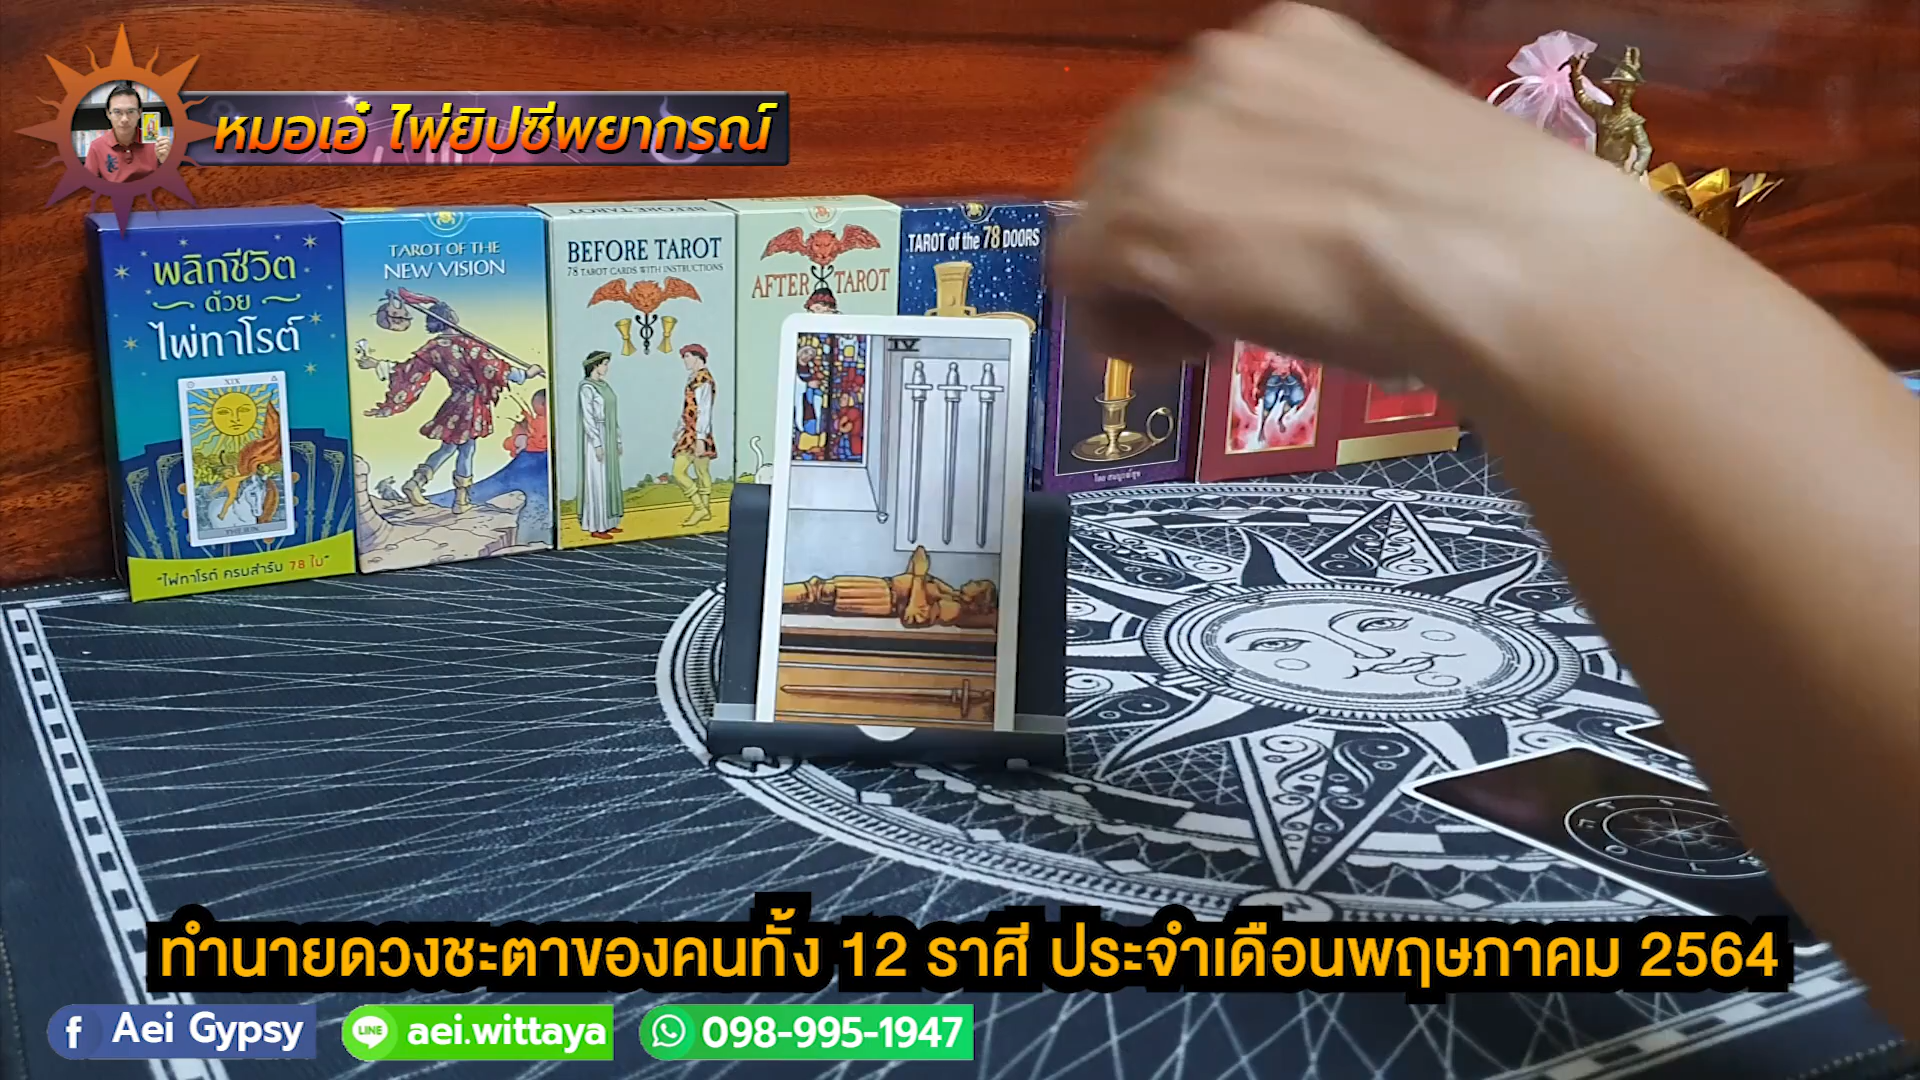 หมอเอ๋ ไพ่ยิปซีพยากรณ์
พลิกชีวิต
ด้วย
ไพ่ทาโรต์
XIX
THE SUN
"ไพ่ทาโรต์ ครบสำรับ 78 ใบ"
TAROT OF THE
NEW VISION
BEFORE TAROT
BEFORE TAROT
78 TAROT CARDS WITH INSTRUCTIONS
AFTER TAROT
TAROT of the 78 DOORS
IV
ทำนายดวงชะตาของคนทั้ง 12 ราศี ประจำเดือนพฤษภาคม 2564
f Aei Gypsy
LINE aei.wittaya
098-995-1947